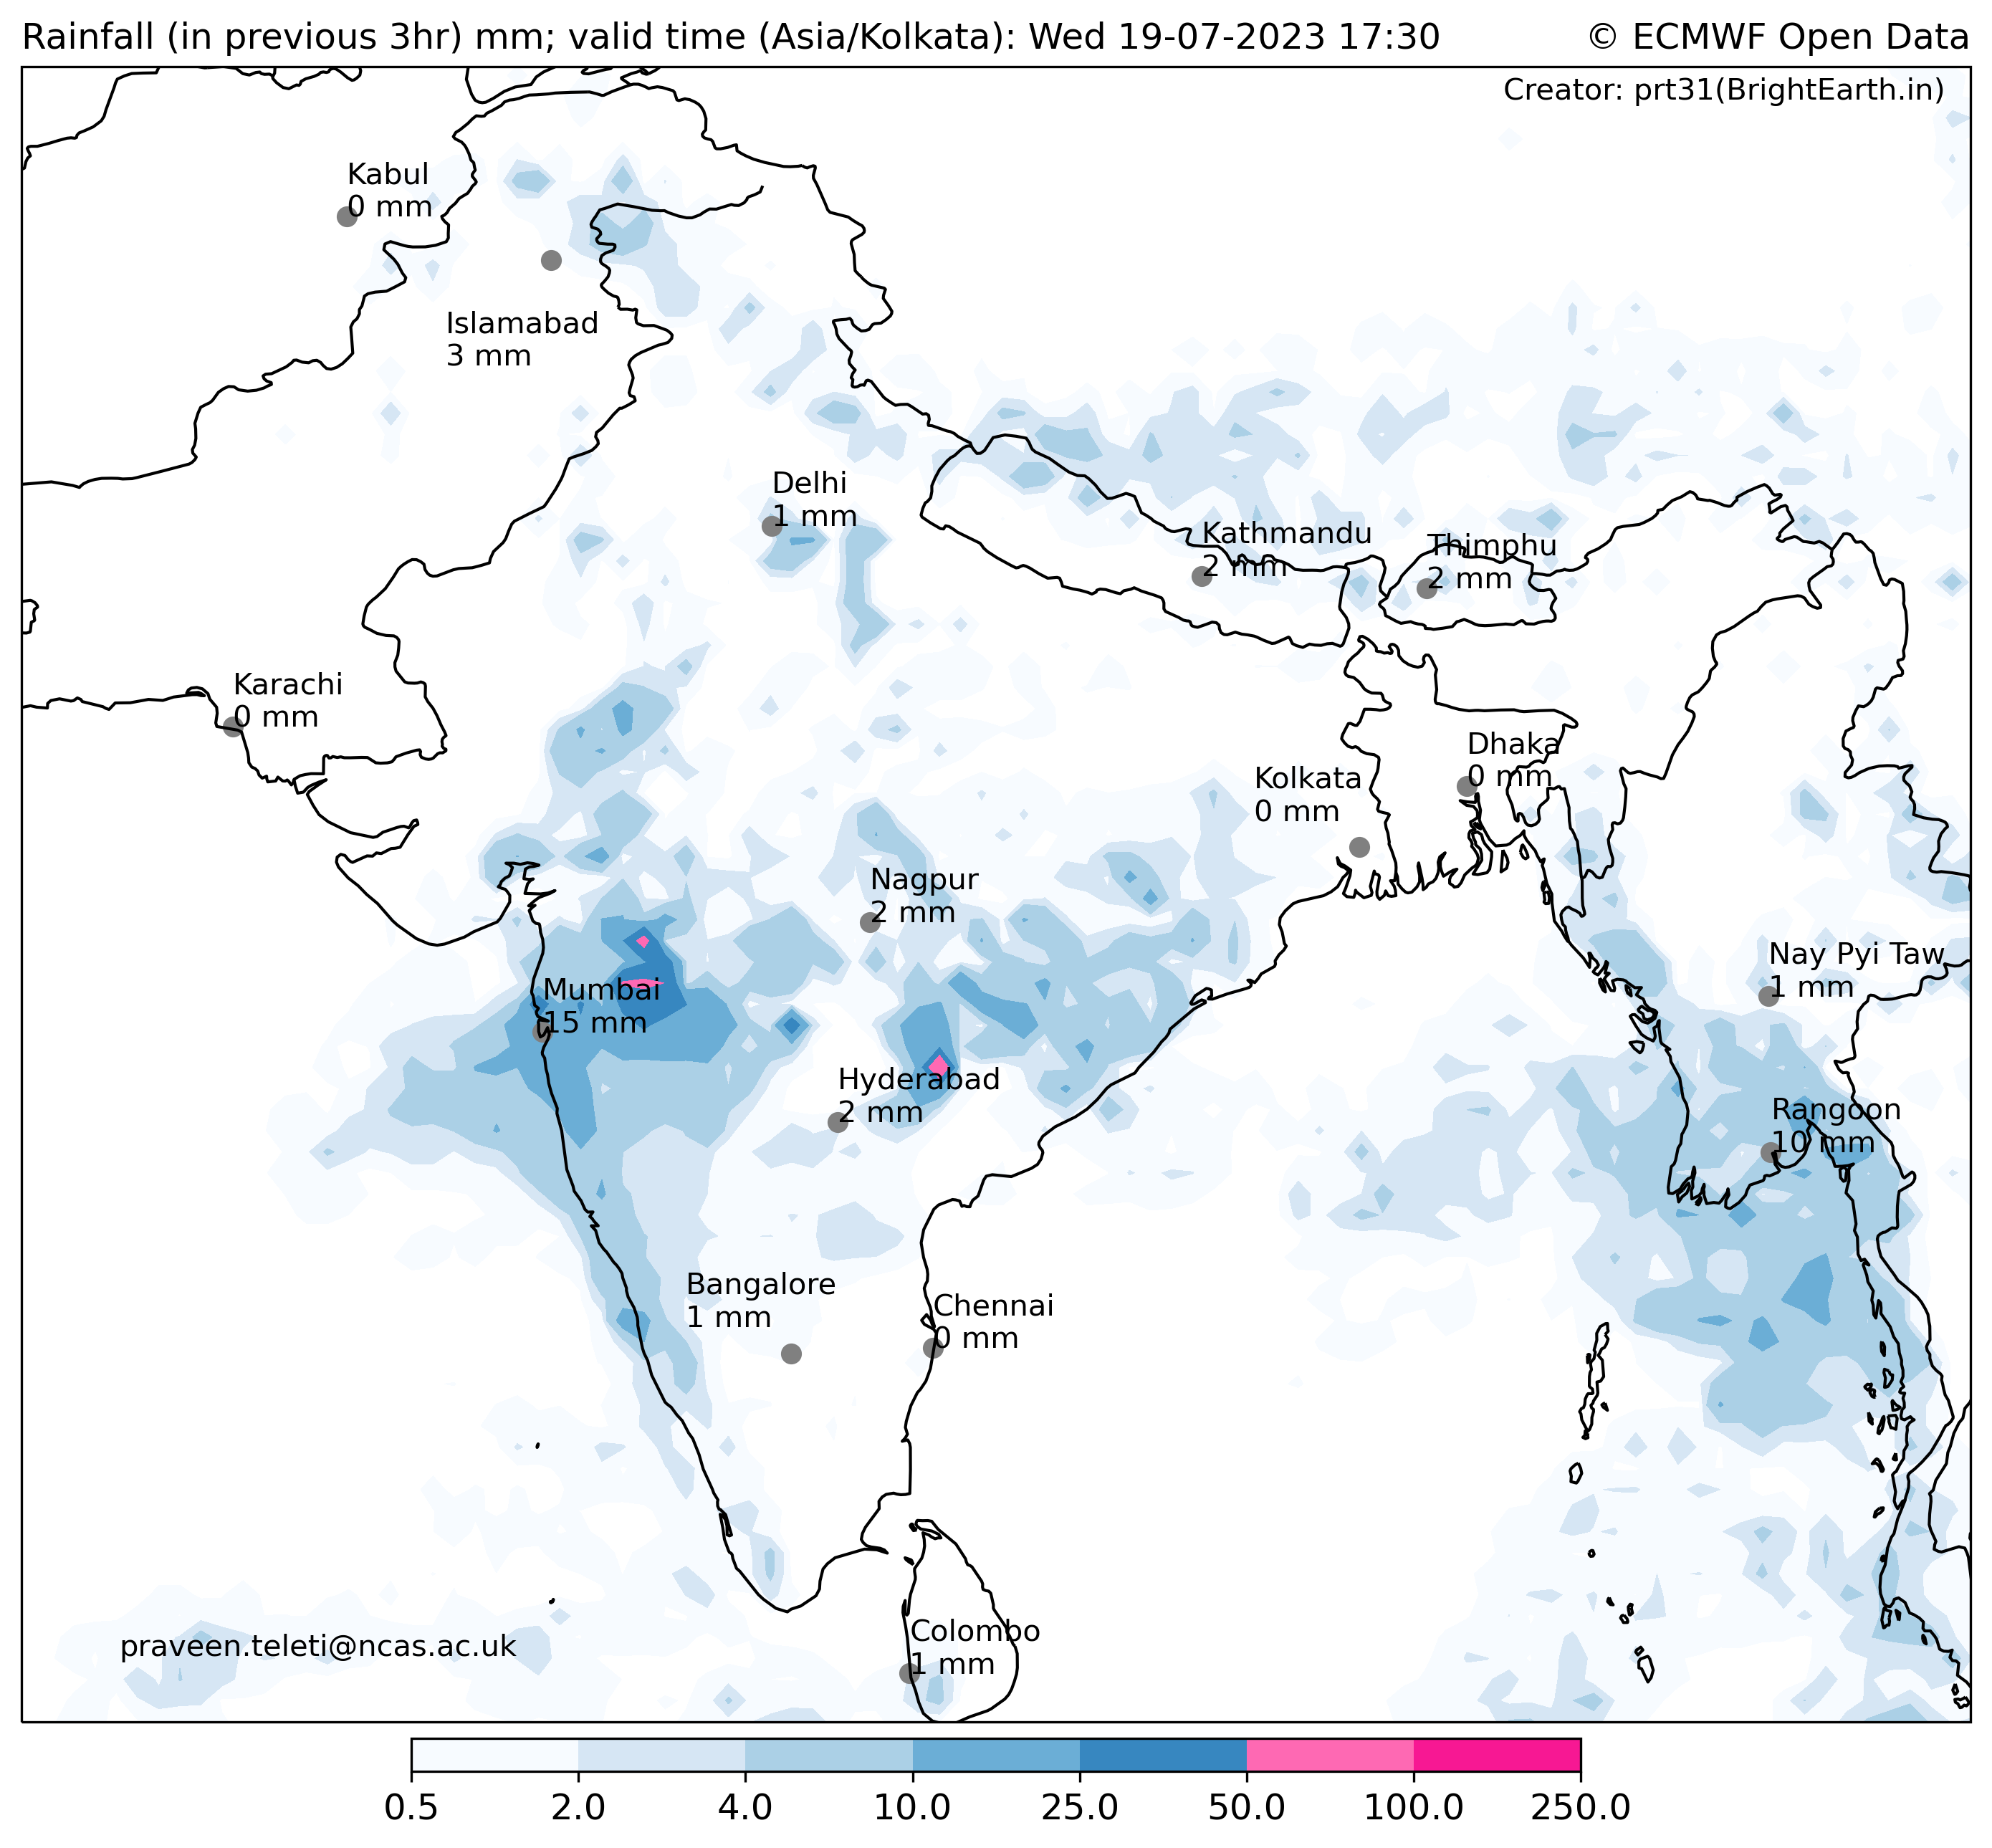 Rainfall (in previous 3hr) mm; valid time (Asia/Kolkata): Wed 19-07-2023 17:30
© ECMWF Open Data
Creator: prt31(BrightEarth.in)
Kabul
0 mm
Islamabad
3 mm
Delhi
1 mm
Kathmandu
2 mm
Thimphu
2 mm
Karachi
0 mm
Dhaka
0 mm
Kolkata
0 mm
Nagpur
2 mm
Nay Pyi Taw
1 mm
Mumbai
15 mm
Hyderabad
2 mm
Rangoon
10 mm
Bangalore
1 mm
Chennai
0 mm
Colombo
1 mm
praveen.teleti@ncas.ac.uk
0.5 2.0 4.0 10.0 25.0 50.0 100.0 250.0